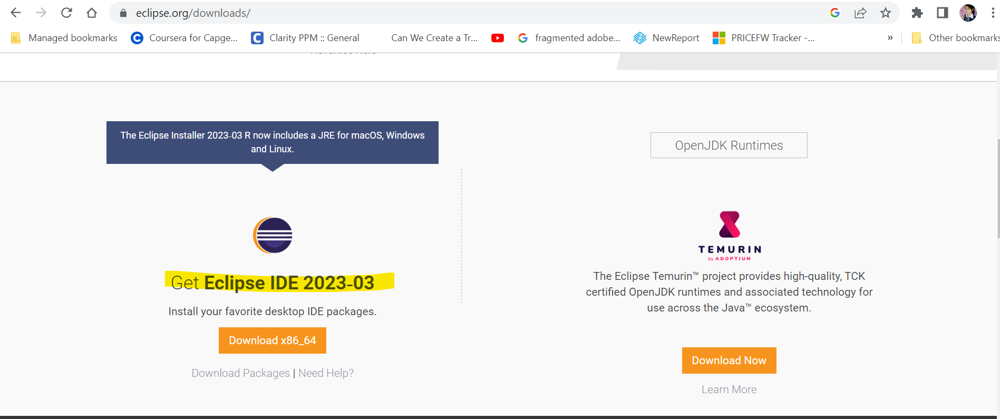 eclipse.org/downloads/
Managed bookmarks
Coursera for Capge...
Clarity PPM :: General
Can We Create a Tr...
fragmented adobe...
NewReport
PRICEFW Tracker -...
»
Other bookmarks
The Eclipse Installer 2023-03 R now includes a JRE for macOS, Windows
and Linux.
Get Eclipse IDE 2023-03
Install your favorite desktop IDE packages.
Download x86_64
Download Packages | Need Help?
OpenJDK Runtimes
TEMURIN
by ADOPTIUM
The Eclipse Temurin™ project provides high-quality, TCK
certified OpenJDK runtimes and associated technology for
use across the Java™ ecosystem.
Download Now
Learn More